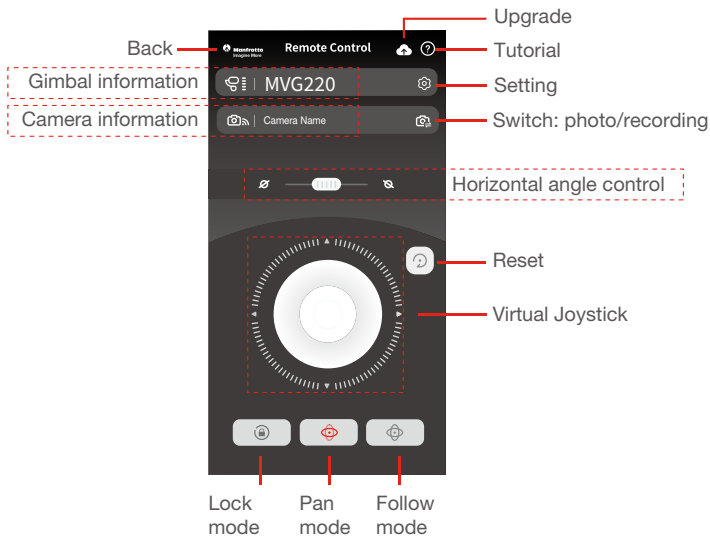 Upgrade
Back
Manfrotto
Imagine More
Remote Control
?
Tutorial
Gimbal information
MVG220
Setting
Camera information
Camera Name
Switch: photo/recording
Horizontal angle control
Reset
Virtual Joystick
Lock
mode
Pan
mode
Follow
mode